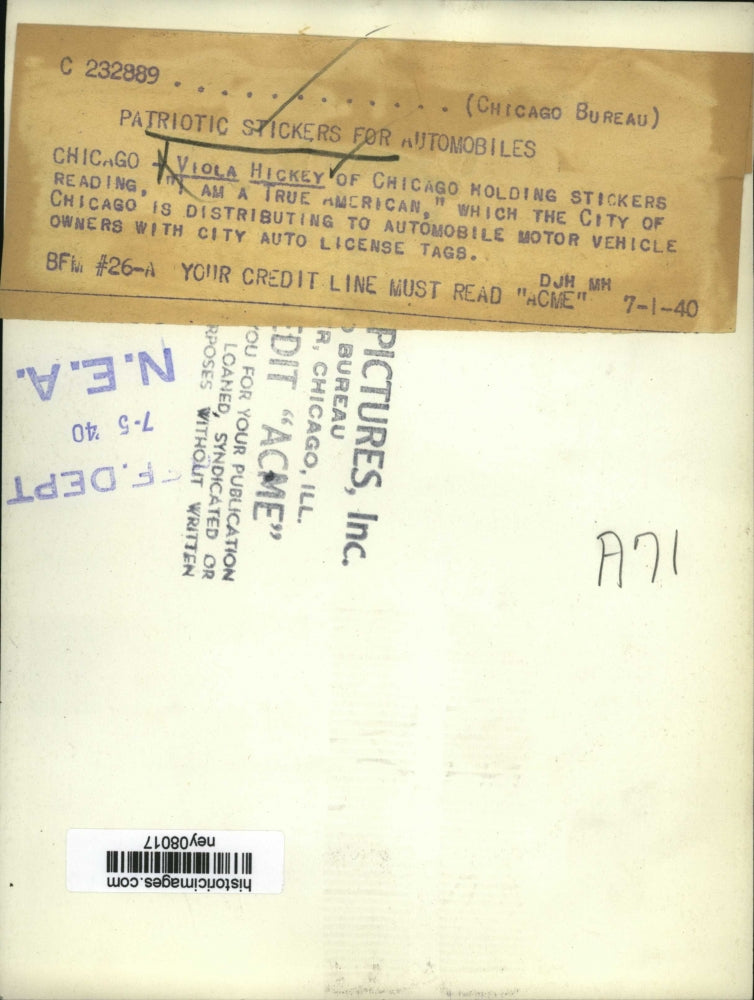 C 232889 . . . . . . . . . . . . . (CHICAGO BUREAU)
PATRIOTIC STICKERS FOR AUTOMOBILES
CHICAGO - VIOLA HICKEY OF CHICAGO HOLDING STICKERS
READING, "I AM A TRUE AMERICAN," WHICH THE CITY OF
CHICAGO IS DISTRIBUTING TO AUTOMOBILE MOTOR VEHICLE
OWNERS WITH CITY AUTO LICENSE TAGS.
DJH MH
BFM #26-A YOUR CREDIT LINE MUST READ "ACME" 7-1-40
PICTURES, Inc.
BUREAU
R, CHICAGO, ILL.
EDIT "ACME"
YOU FOR YOUR PUBLICATION
LOANED, SYNDICATED OR
RPOSES WITHOUT WRITTEN
N.E.A.
7-5 40
F. DEPT
A71
historicimages.com
ney08017